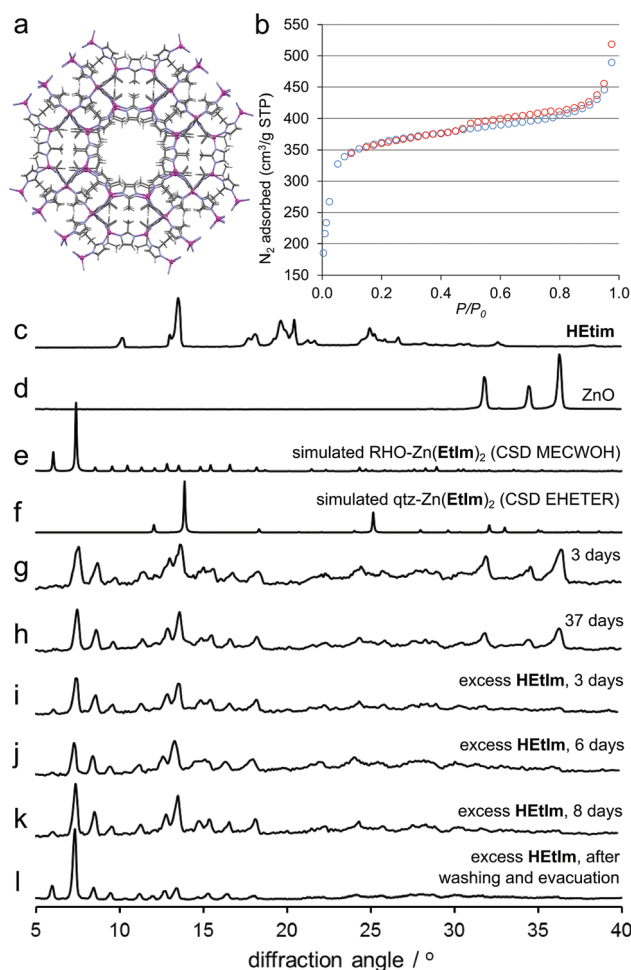 a
b
550
500
450
400
350
300
250
200
150
N2 adsorbed (cm3/g STP)
0.0 0.2 0.4 0.6 0.8 1.0
P/P0
c
HEtim
d
ZnO
e
simulated RHO-Zn(EtIm)2 (CSD MECWOH)
f
simulated qtz-Zn(EtIm)2 (CSD EHETER)
g
3 days
h
37 days
i
excess HEtIm, 3 days
j
excess HEtIm, 6 days
k
excess HEtIm, 8 days
l
excess HEtIm, after
washing and evacuation
5 10 15 20 25 30 35 40
diffraction angle / °